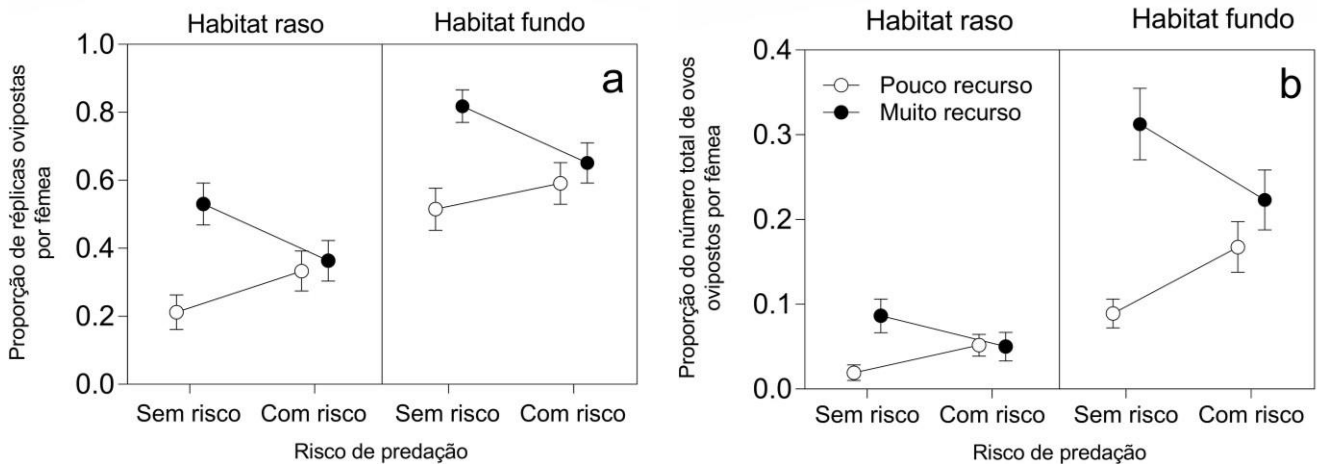 Habitat raso
Habitat fundo
a
Proporção de réplicas ovipostas
por fêmea
1.0
0.8
0.6
0.4
0.2
0.0
Sem risco
Com risco
Sem risco
Com risco
Risco de predação
Habitat raso
Habitat fundo
b
Pouco recurso
Muito recurso
Proporção do número total de ovos
ovipostos por fêmea
0.4
0.3
0.2
0.1
0.0
Sem risco
Com risco
Sem risco
Com risco
Risco de predação